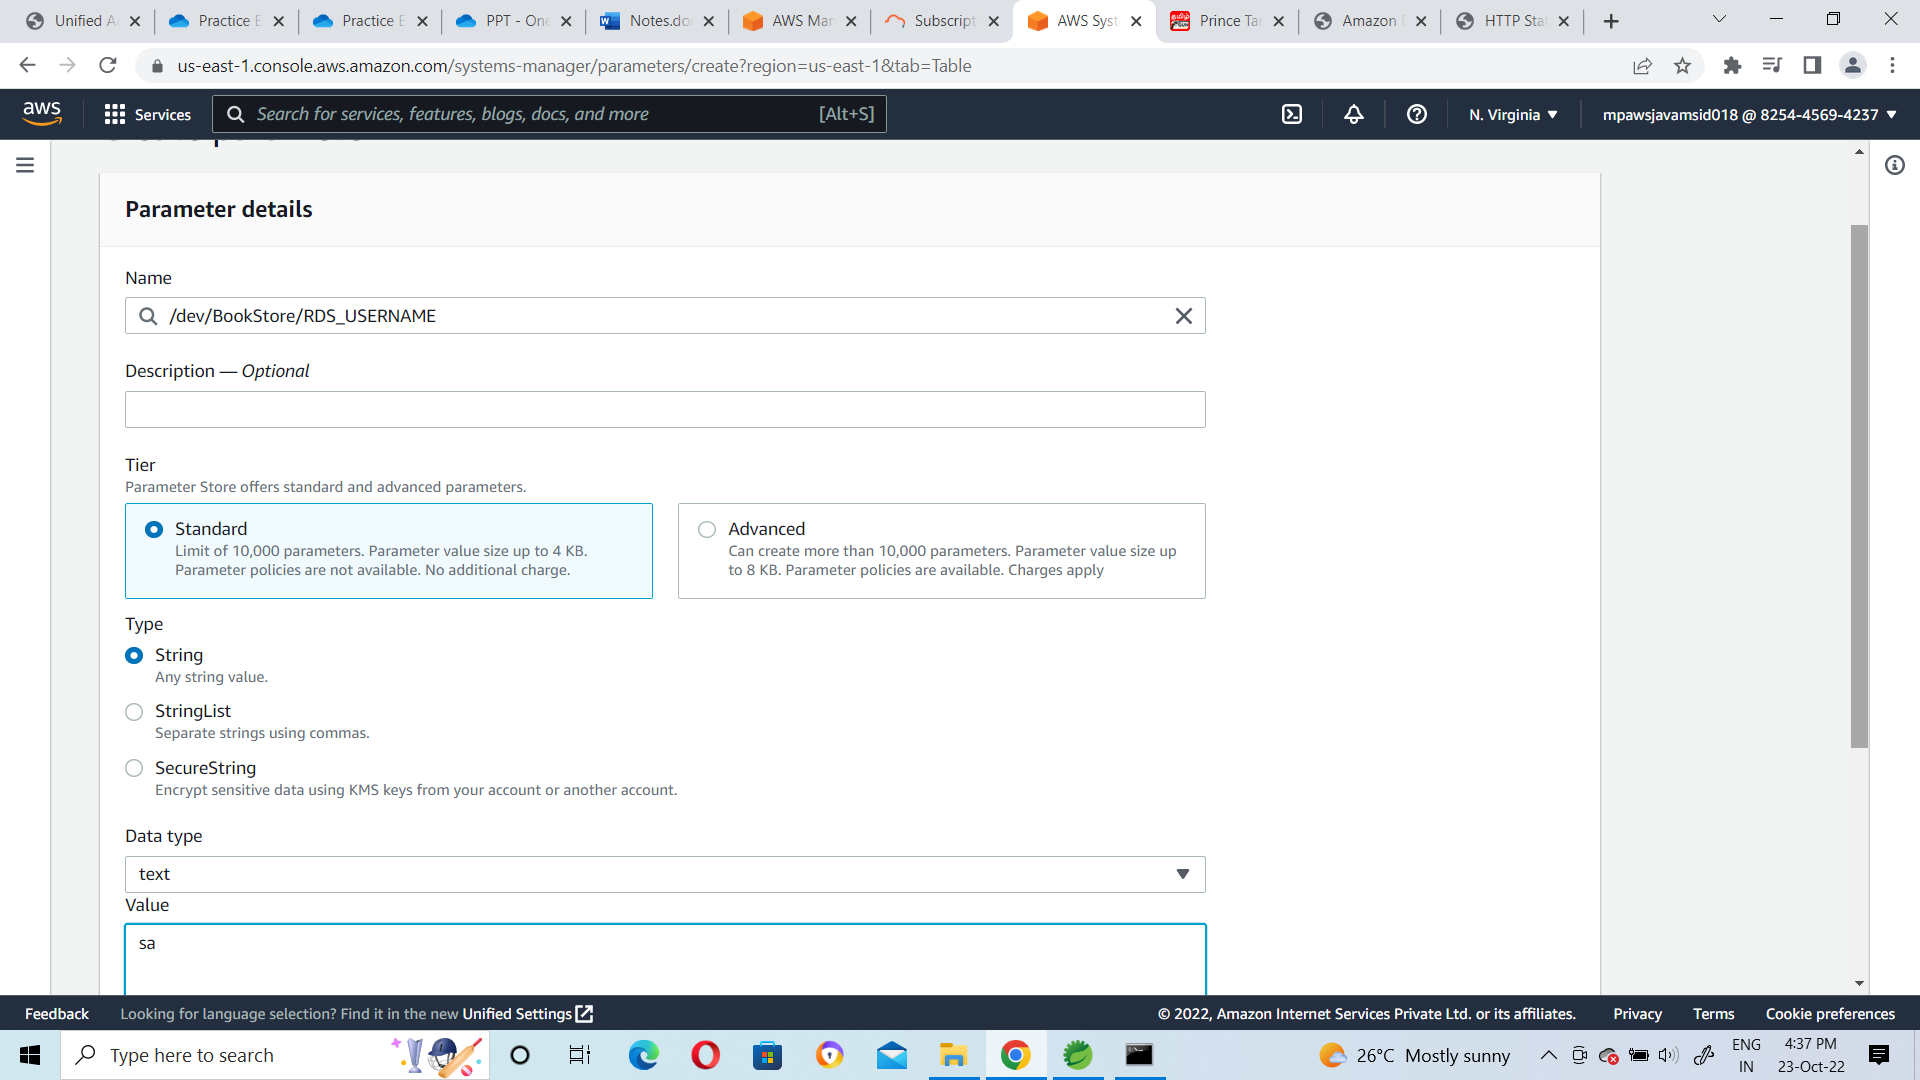 Unified A
Practice E
Practice E
PPT - One
Notes.do
AWS Man
Subscript
AWS Syst
Prince Tar
Amazon E
HTTP Stat
us-east-1.console.aws.amazon.com/systems-manager/parameters/create?region=us-east-1&tab=Table
aws
Services
Search for services, features, blogs, docs, and more [Alt+S]
N. Virginia
mpawsjavamsid018 @ 8254-4569-4237
Parameter details
Name
/dev/BookStore/RDS_USERNAME
Description — Optional
Tier
Parameter Store offers standard and advanced parameters.
Standard
Limit of 10,000 parameters. Parameter value size up to 4 KB.
Parameter policies are not available. No additional charge.
Advanced
Can create more than 10,000 parameters. Parameter value size up
to 8 KB. Parameter policies are available. Charges apply
Type
String
Any string value.
StringList
Separate strings using commas.
SecureString
Encrypt sensitive data using KMS keys from your account or another account.
Data type
text
Value
sa
Feedback
Looking for language selection? Find it in the new Unified Settings
© 2022, Amazon Internet Services Private Ltd. or its affiliates.
Privacy
Terms
Cookie preferences
Type here to search
26°C Mostly sunny
ENG
IN
4:37 PM
23-Oct-22